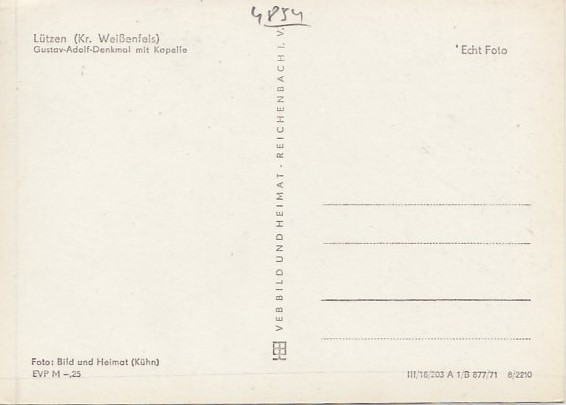 4854
Lützen (Kr. Weißenfels)
Gustav-Adolf-Denkmal mit Kapelle
Echt Foto
VEB BILD UND HEIMAT - REICHENBACH I. V.
Foto: Bild und Heimat (Kühn)
EVP M -,25
III/18/203 A 1/B 877/71 8/2210